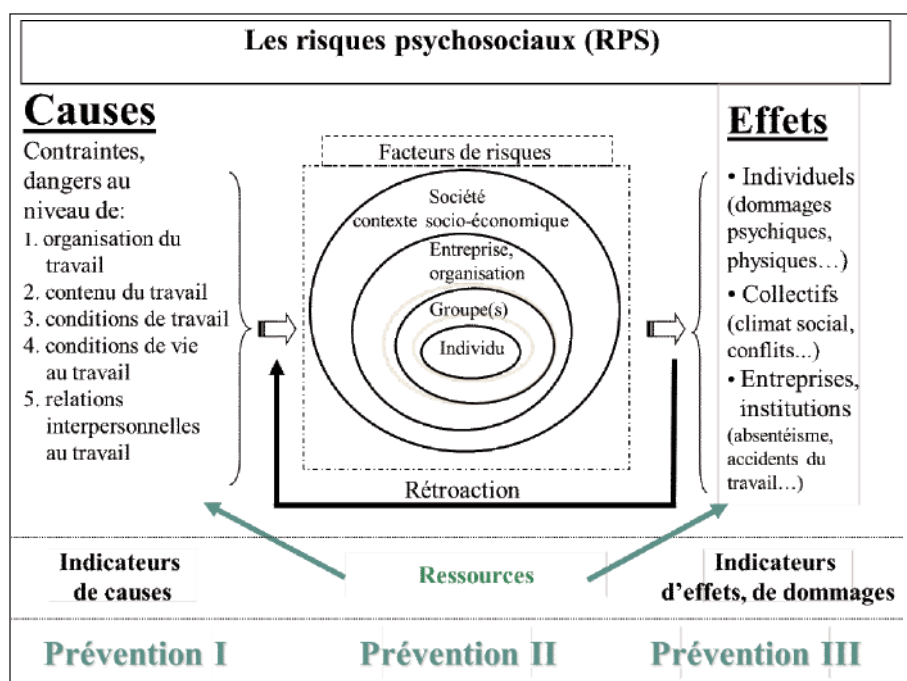 Les risques psychosociaux (RPS)
Causes
Contraintes,
dangers au
niveau de:
1. organisation du
travail
2. contenu du travail
3. conditions de travail
4. conditions de vie
au travail
5. relations
interpersonnelles
au travail
Facteurs de risques
Société
contexte socio-économique
Entreprise,
organisation
Groupe(s)
Individu
Rétroaction
Effets
• Individuels
(dommages
psychiques,
physiques…)
• Collectifs
(climat social,
conflits...)
• Entreprises,
institutions
(absentéisme,
accidents du
travail…)
Indicateurs
de causes
Ressources
Indicateurs
d'effets, de dommages
Prévention I
Prévention II
Prévention III